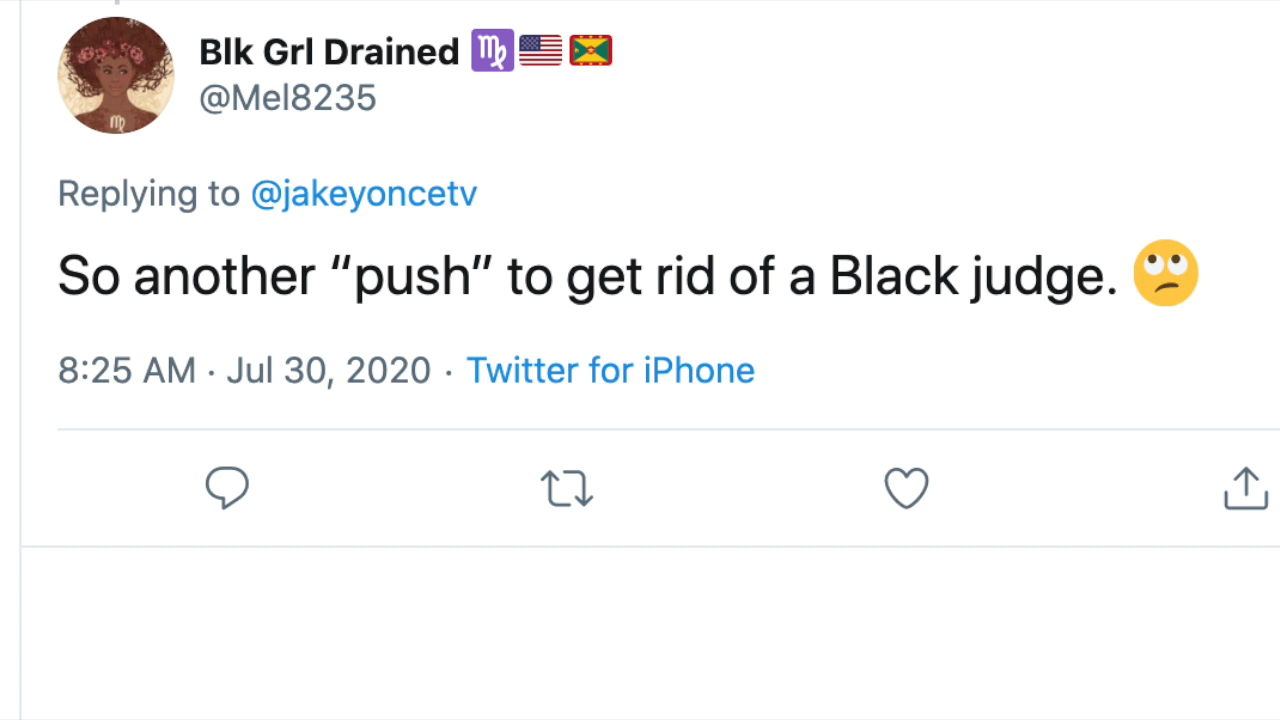 Blk Grl Drained ♍🇺🇸🇬🇩
@Mel8235
Replying to @jakeyoncetv
So another “push” to get rid of a Black judge. 🙄
8:25 AM · Jul 30, 2020 · Twitter for iPhone